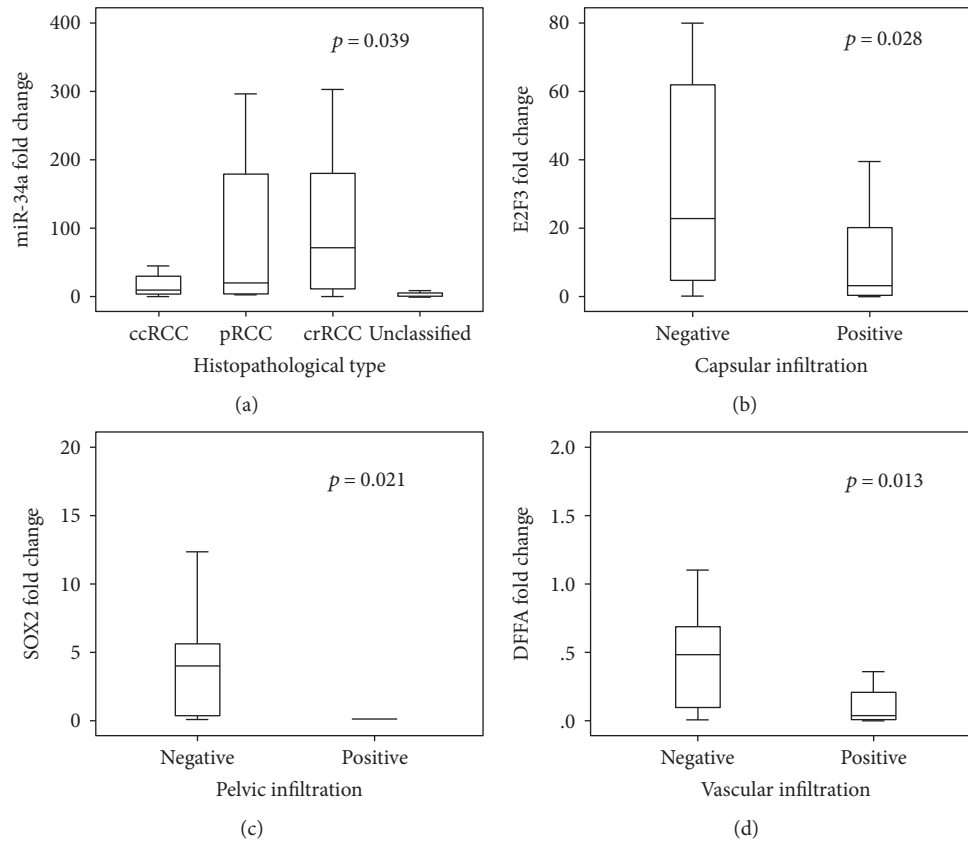 400
300
200
100
0
miR-34a fold change
p = 0.039
ccRCC pRCC crRCC Unclassified
Histopathological type
(a)
80
60
40
20
0
E2F3 fold change
p = 0.028
Negative Positive
Capsular infiltration
(b)
20
15
10
5
0
SOX2 fold change
p = 0.021
Negative Positive
Pelvic infiltration
(c)
2.0
1.5
1.0
.5
.0
DFFA fold change
p = 0.013
Negative Positive
Vascular infiltration
(d)